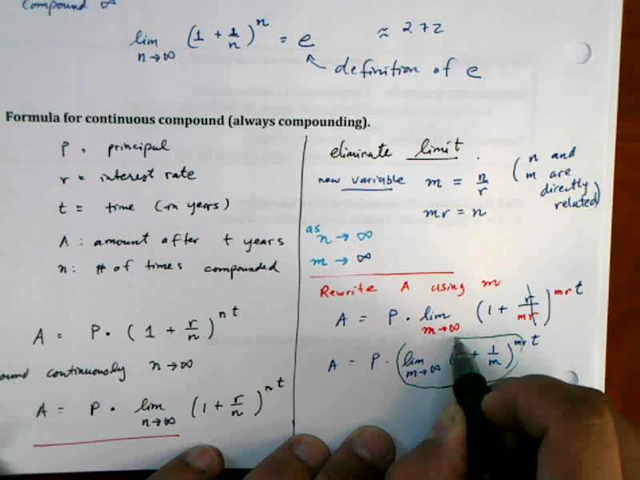 compound ∞
lim n→∞ (1 + 1/n)^n = e ≈ 2.72
definition of e
Formula for continuous compound (always compounding).
P = principal
r = interest rate
t = time (in years)
A : amount after t years
n : # of times compounded
A = P · (1 + r/n)^nt
continuously n → ∞
A = P · lim n→∞ (1 + r/n)^nt
eliminate limit.
new variable m = n/r
mr = n
(n and m are directly related)
as n → ∞
m → ∞
Rewrite A using m
A = P · lim m→∞ (1 + r/mr)^mrt
A = P · (lim m→∞ + 1/m)^mrt